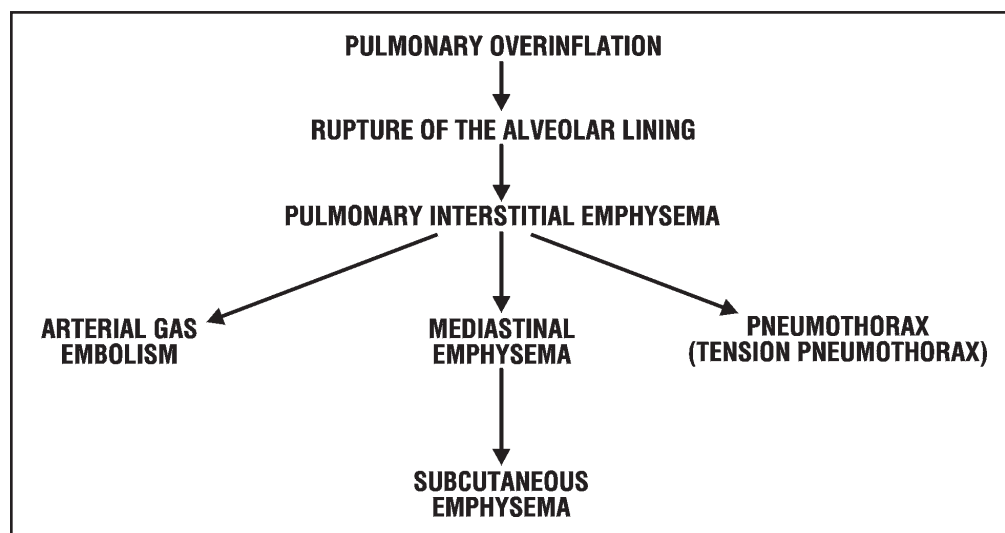 PULMONARY OVERINFLATION
RUPTURE OF THE ALVEOLAR LINING
PULMONARY INTERSTITIAL EMPHYSEMA
ARTERIAL GAS
EMBOLISM
MEDIASTINAL
EMPHYSEMA
PNEUMOTHORAX
(TENSION PNEUMOTHORAX)
SUBCUTANEOUS
EMPHYSEMA